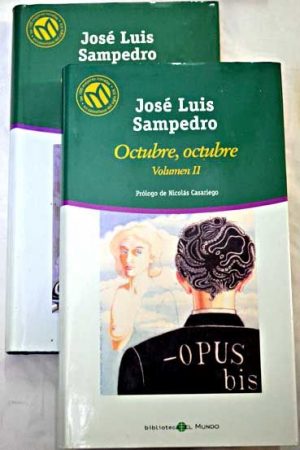 José Luis
Sampedro
José Luis
Sampedro
Octubre, octubre
Volumen II
Prólogo de Nicolás Casariego
-OPUS
bis
biblioteca EL MUNDO